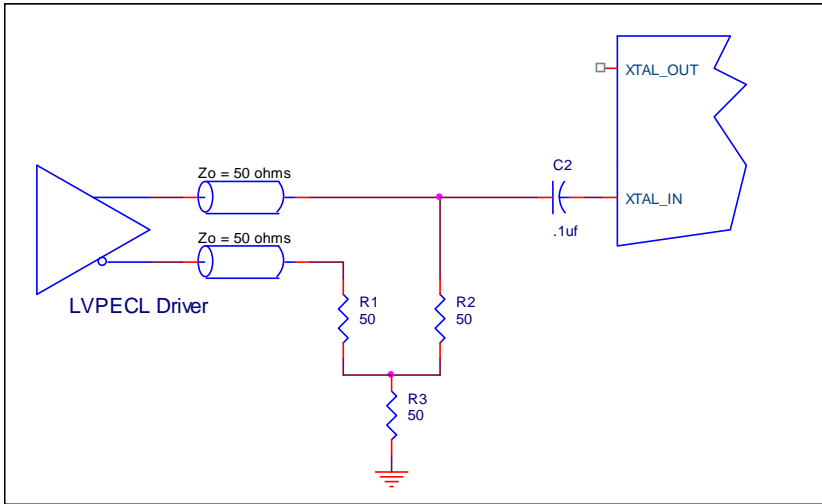 XTAL_OUT
Zo = 50 ohms
C2
XTAL_IN
.1uf
Zo = 50 ohms
LVPECL Driver
R1
50
R2
50
R3
50